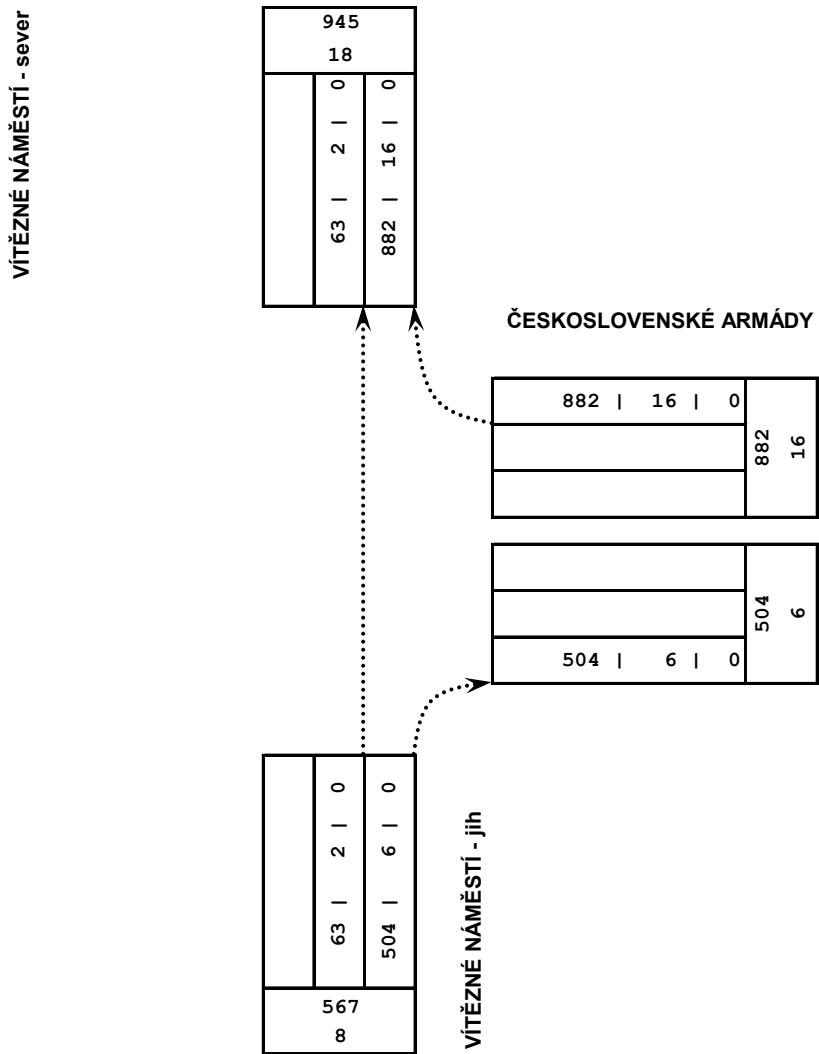 VÍTĚZNÉ NÁMĚSTÍ - sever
945
18
63 | 2 | 0
882 | 16 | 0
ČESKOSLOVENSKÉ ARMÁDY
882 | 16 | 0
882
16
504
6
504 | 6 | 0
63 | 2 | 0
504 | 6 | 0
567
8
VÍTĚZNÉ NÁMĚSTÍ - jih